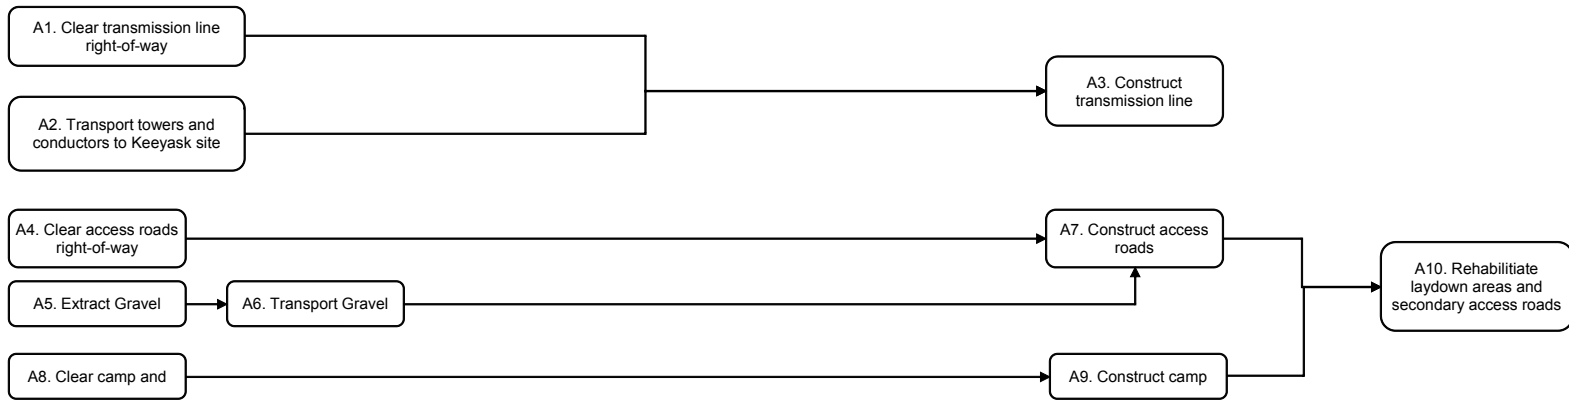 A1. Clear transmission line
right-of-way
A2. Transport towers and
conductors to Keeyask site
A3. Construct
transmission line
A4. Clear access roads
right-of-way
A5. Extract Gravel
A6. Transport Gravel
A7. Construct access
roads
A8. Clear camp and
A9. Construct camp
A10. Rehabilitiate
laydown areas and
secondary access roads